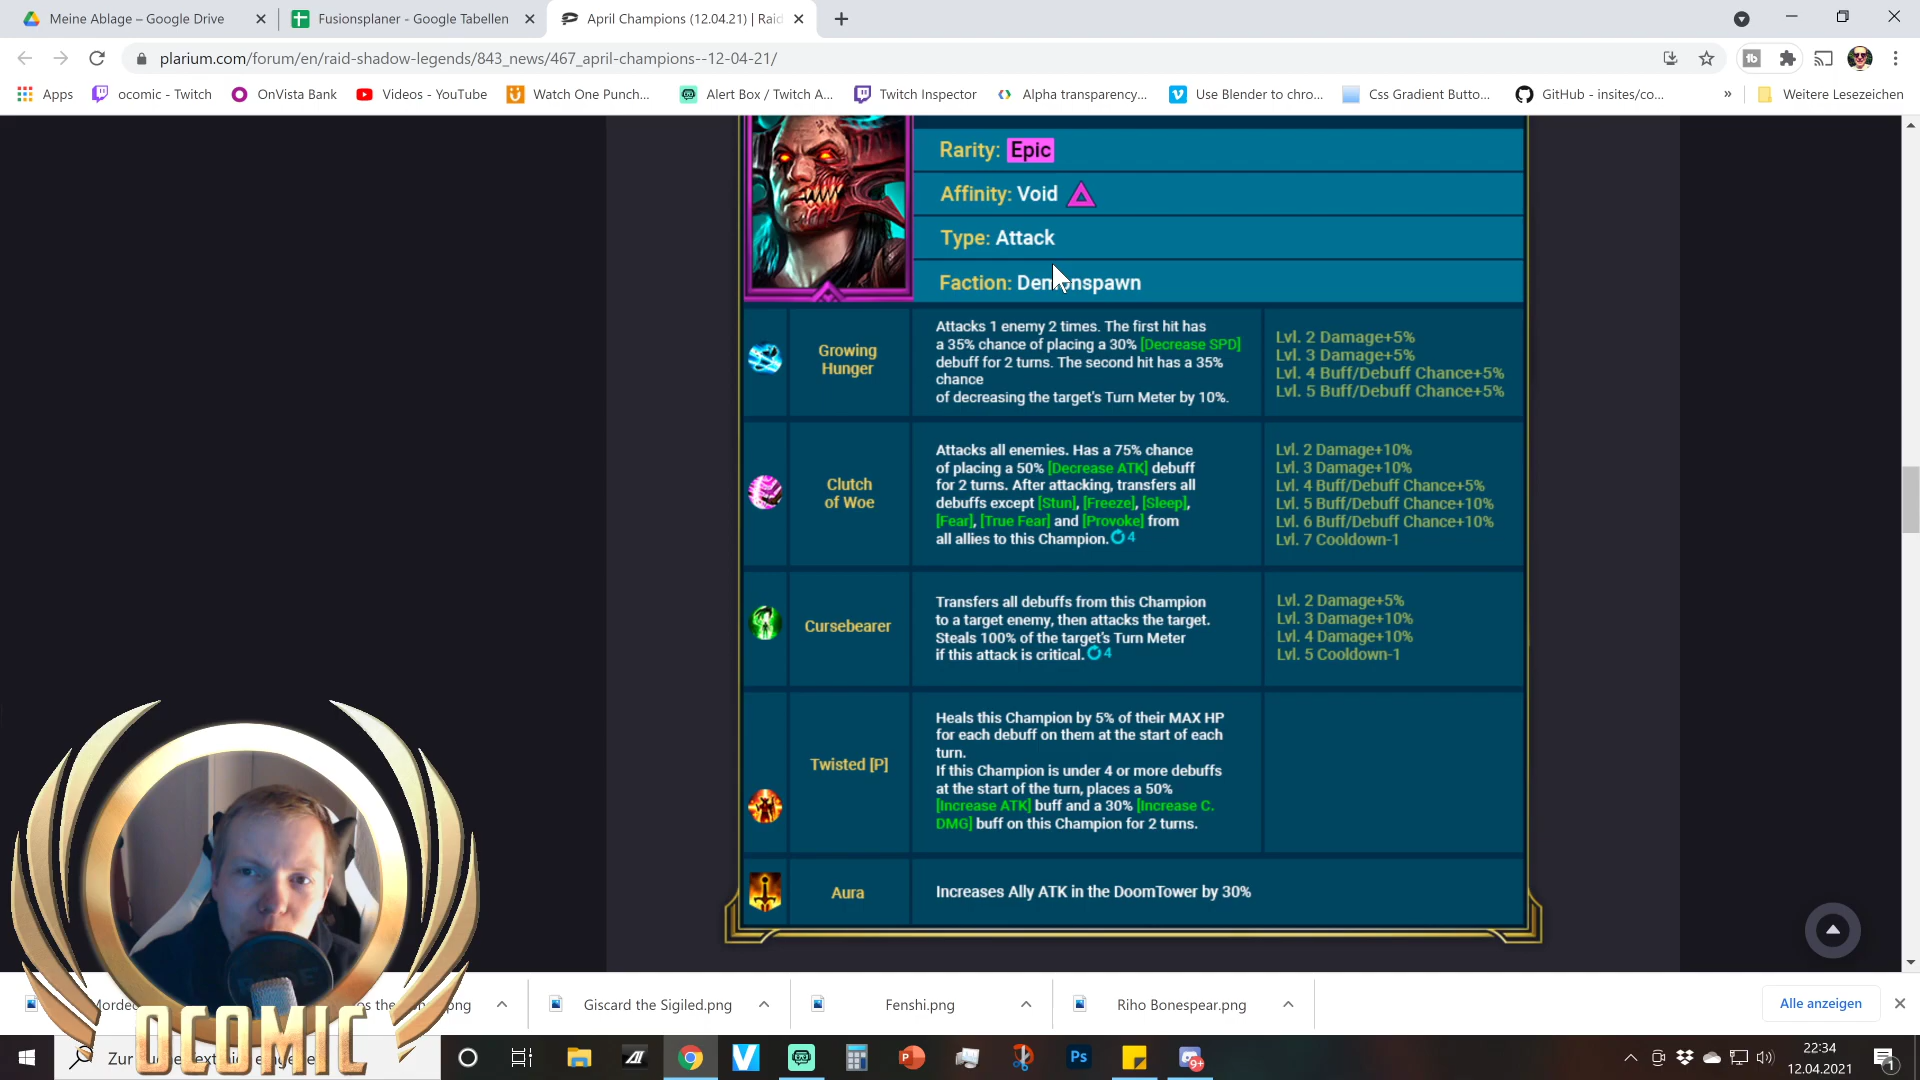 Meine Ablage – Google Drive
Fusionsplaner - Google Tabellen
April Champions (12.04.21) | Raid
plarium.com/forum/en/raid-shadow-legends/843_news/467_april-champions--12-04-21/
Apps
ocomic - Twitch
OnVista Bank
Videos - YouTube
Watch One Punch...
Alert Box / Twitch A...
Twitch Inspector
Alpha transparency...
Use Blender to chro...
Css Gradient Butto...
GitHub - insites/co...
»
Weitere Lesezeichen
Rarity: Epic
Affinity: Void
Type: Attack
Faction: Demonspawn
Growing
Hunger
Attacks 1 enemy 2 times. The first hit has
a 35% chance of placing a 30% [Decrease SPD]
debuff for 2 turns. The second hit has a 35%
chance
of decreasing the target's Turn Meter by 10%.
Lvl. 2 Damage+5%
Lvl. 3 Damage+5%
Lvl. 4 Buff/Debuff Chance+5%
Lvl. 5 Buff/Debuff Chance+5%
Clutch
of Woe
Attacks all enemies. Has a 75% chance
of placing a 50% [Decrease ATK] debuff
for 2 turns. After attacking, transfers all
debuffs except [Stun], [Freeze], [Sleep],
[Fear], [True Fear] and [Provoke] from
all allies to this Champion. 4
Lvl. 2 Damage+10%
Lvl. 3 Damage+10%
Lvl. 4 Buff/Debuff Chance+5%
Lvl. 5 Buff/Debuff Chance+10%
Lvl. 6 Buff/Debuff Chance+10%
Lvl. 7 Cooldown-1
Cursebearer
Transfers all debuffs from this Champion
to a target enemy, then attacks the target.
Steals 100% of the target's Turn Meter
if this attack is critical. 4
Lvl. 2 Damage+5%
Lvl. 3 Damage+10%
Lvl. 4 Damage+10%
Lvl. 5 Cooldown-1
Twisted [P]
Heals this Champion by 5% of their MAX HP
for each debuff on them at the start of each
turn.
If this Champion is under 4 or more debuffs
at the start of the turn, places a 50%
[Increase ATK] buff and a 30% [Increase C.
DMG] buff on this Champion for 2 turns.
Aura
Increases Ally ATK in the DoomTower by 30%
Giscard the Sigiled.png
Fenshi.png
Riho Bonespear.png
Alle anzeigen
OCOMIC
Zur
Ps
9+
22:34
12.04.2021
1